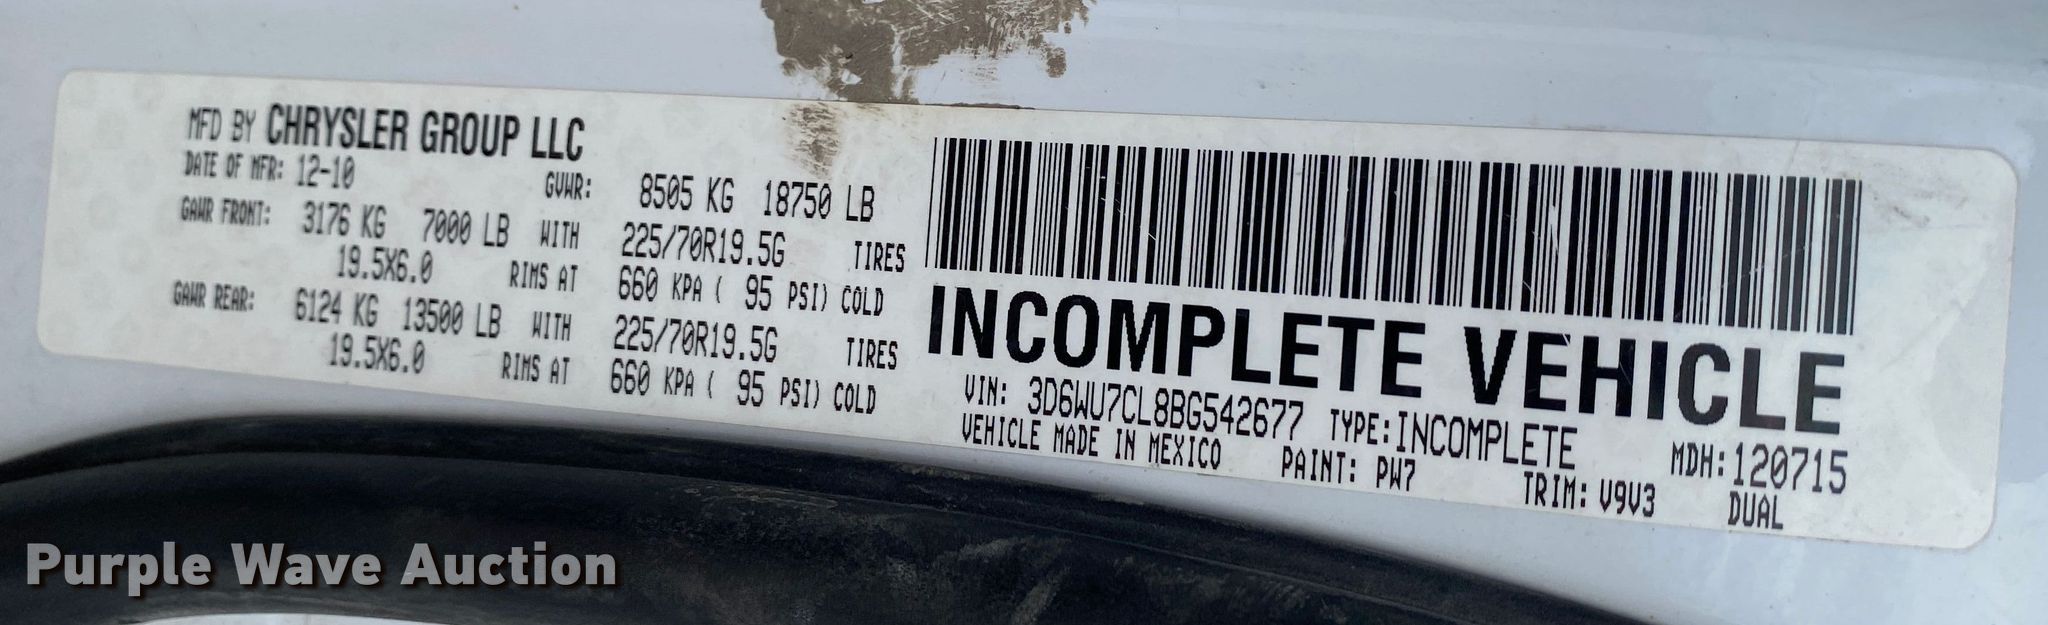 MFD BY CHRYSLER GROUP LLC
DATE OF MFR: 12-10 GVWR: 8505 KG 18750 LB
GAWR FRONT: 3176 KG 7000 LB WITH 225/70R19.5G TIRES
19.5X6.0 RIMS AT 660 KPA ( 95 PSI) COLD
GAWR REAR: 6124 KG 13500 LB WITH 225/70R19.5G TIRES
19.5X6.0 RIMS AT 660 KPA ( 95 PSI) COLD
INCOMPLETE VEHICLE
VIN: 3D6WU7CL8BG542677 TYPE:INCOMPLETE MDH:120715
VEHICLE MADE IN MEXICO PAINT: PW7 TRIM: V9V3 DUAL
Purple Wave Auction